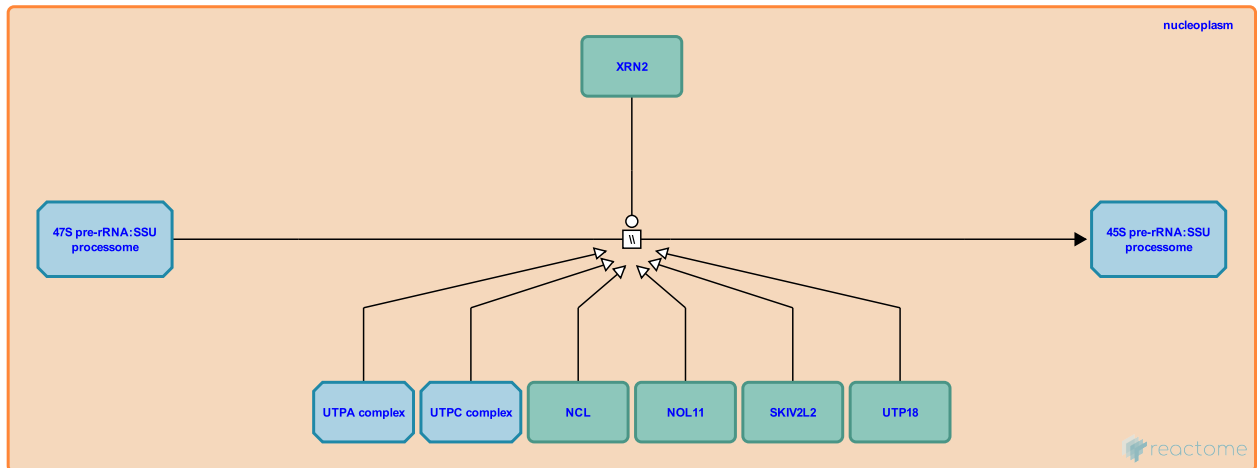 nucleoplasm
XRN2
47S pre-rRNA:SSU
processome
\\
45S pre-rRNA:SSU
processome
UTPA complex
UTPC complex
NCL
NOL11
SKIV2L2
UTP18
reactome